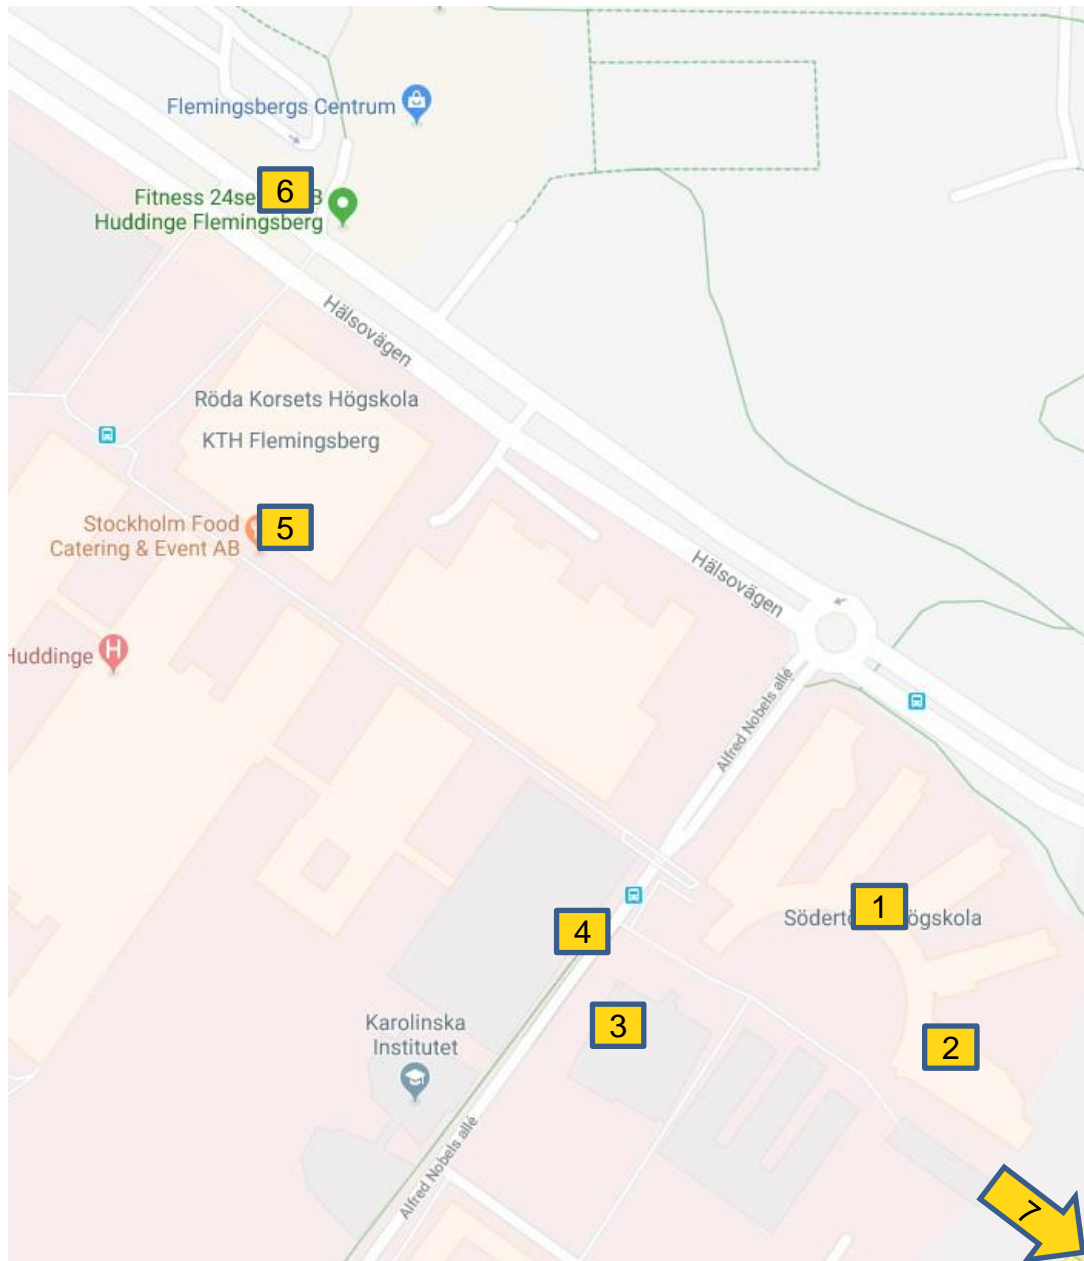 Flemingsbergs Centrum
6
Fitness 24se B
Huddinge Flemingsberg
Hälsovägen
Röda Korsets Högskola
KTH Flemingsberg
Stockholm Food
Catering & Event AB
5
Hälsovägen
Huddinge
H
Alfred Nobels allé
1
Södertö ögskola
4
3
2
Karolinska
Institutet
Alfred Nobels allé
7